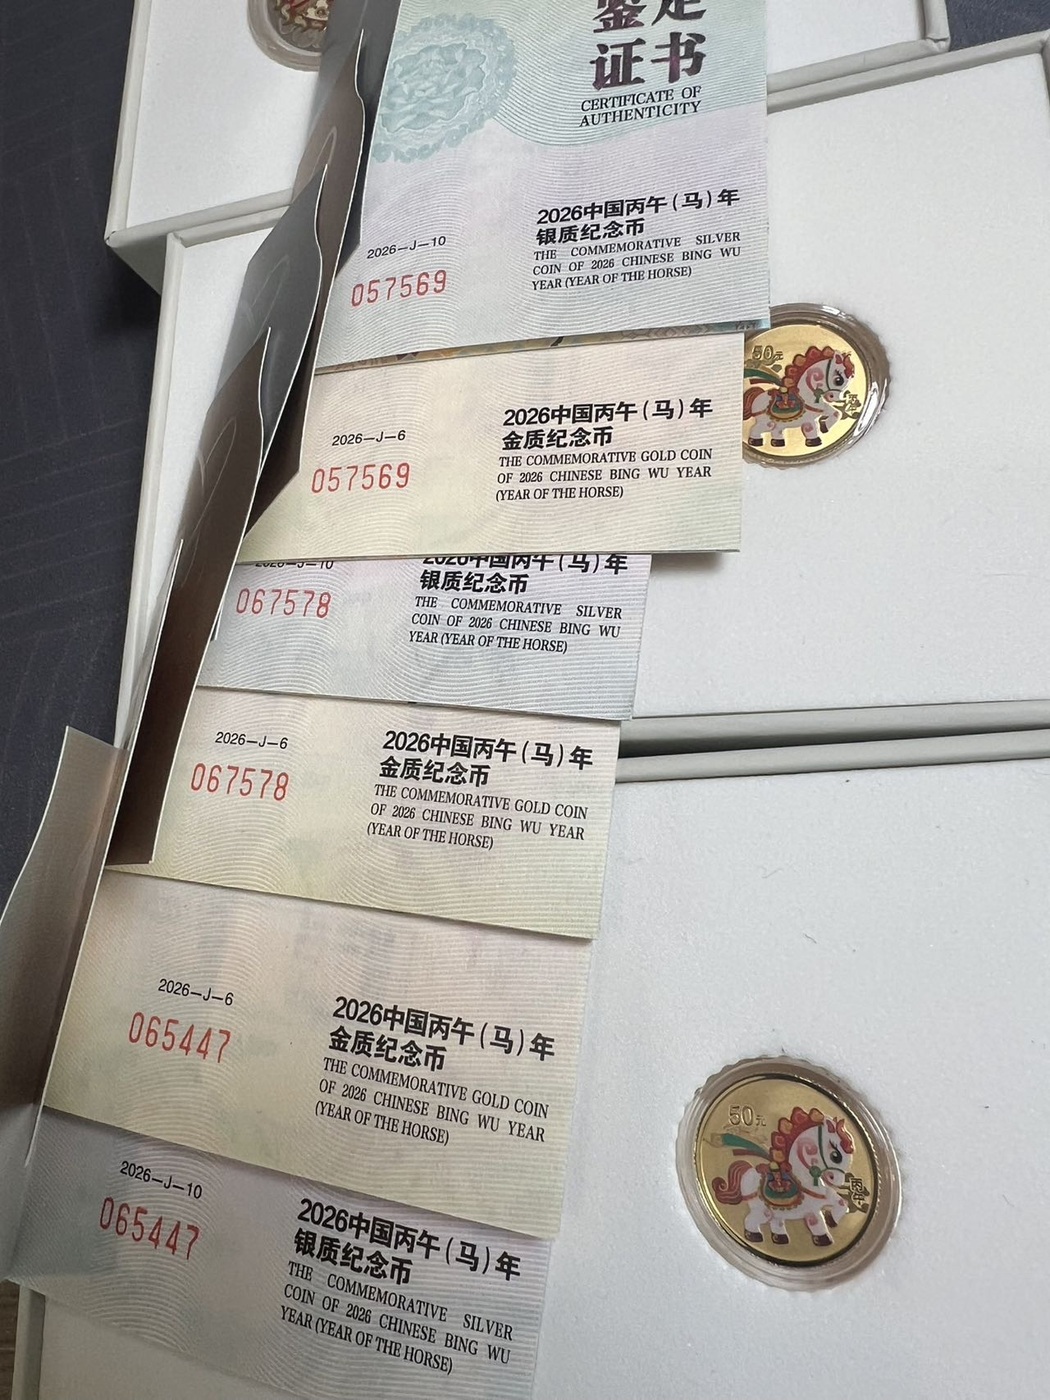 鉴定
证书
CERTIFICATE OF
AUTHENTICITY
2026中国丙午(马)年
银质纪念币
THE COMMEMORATIVE SILVER
COIN OF 2026 CHINESE BING WU
YEAR (YEAR OF THE HORSE)
2026-J-10
057569
2026中国丙午(马)年
金质纪念币
THE COMMEMORATIVE GOLD COIN
OF 2026 CHINESE BING WU YEAR
(YEAR OF THE HORSE)
2026-J-6
057569
50元
丙午
2026-J-10
067578
2026中国丙午(马)年
银质纪念币
THE COMMEMORATIVE SILVER
COIN OF 2026 CHINESE BING WU
YEAR (YEAR OF THE HORSE)
2026-J-6
067578
2026中国丙午(马)年
金质纪念币
THE COMMEMORATIVE GOLD COIN
OF 2026 CHINESE BING WU YEAR
(YEAR OF THE HORSE)
2026-J-6
065447
2026中国丙午(马)年
金质纪念币
THE COMMEMORATIVE GOLD COIN
OF 2026 CHINESE BING WU YEAR
(YEAR OF THE HORSE)
50元
丙午
2026-J-10
065447
2026中国丙午(马)年
银质纪念币
THE COMMEMORATIVE SILVER
COIN OF 2026 CHINESE BING WU
YEAR (YEAR OF THE HORSE)